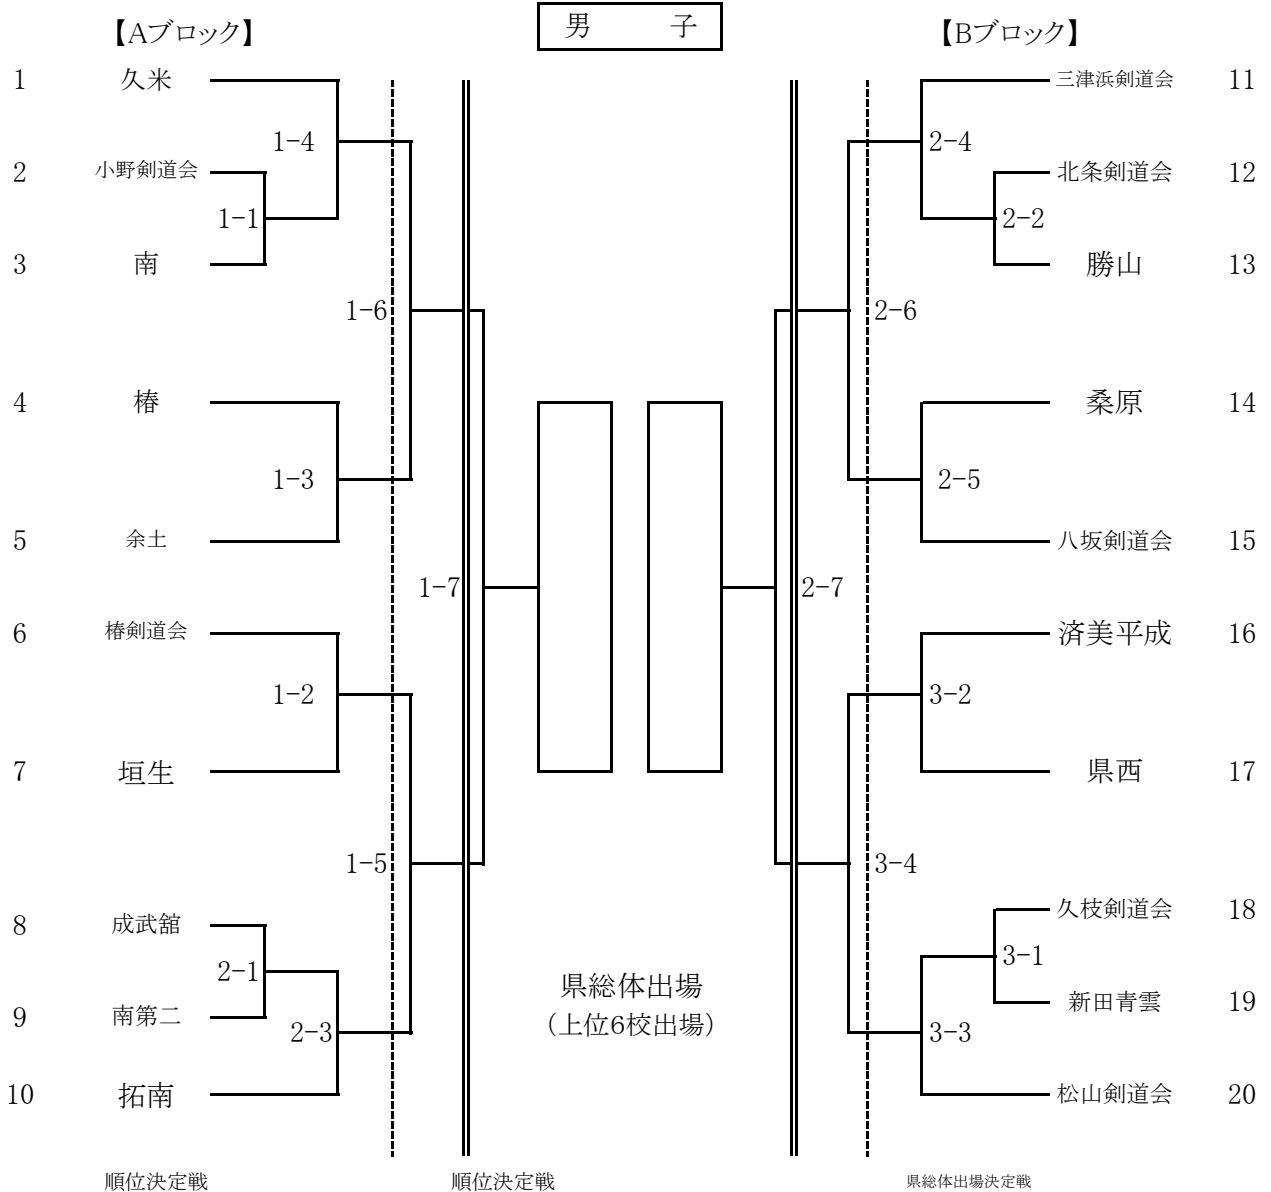 男　子
【Aブロック】
【Bブロック】
1 久米
三津浜剣道会 11
1-4
2-4
2 小野剣道会
北条剣道会 12
1-1
2-2
3 南
勝山 13
1-6
2-6
4 椿
桑原 14
1-3
2-5
5 余土
八坂剣道会 15
1-7
2-7
6 椿剣道会
済美平成 16
1-2
3-2
7 垣生
県西 17
1-5
3-4
8 成武舘
久枝剣道会 18
2-1
3-1
県総体出場
9 南第二
新田青雲 19
(上位6校出場)
2-3
3-3
10 拓南
松山剣道会 20
順位決定戦
順位決定戦
県総体出場決定戦